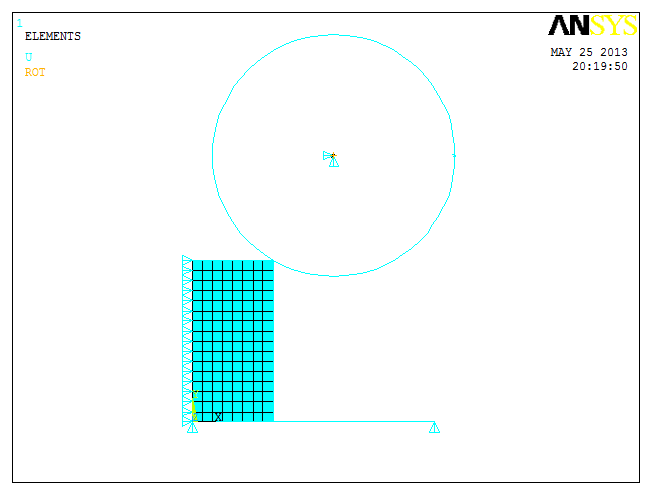 1
ELEMENTS
U
ROT
ANSYS
MAY 25 2013
20:19:50
X